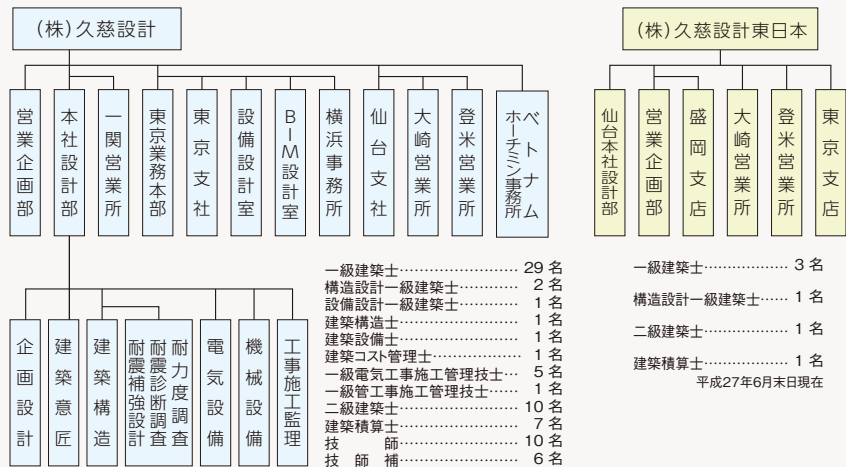 (株)久慈設計
営業企画部
本社設計部
一関営業所
東京業務本部
東京支社
設備設計室
BIM設計室
横浜事務所
仙台支社
大崎営業所
登米営業所
ベトナム
ホーチミン事務所
企画設計
建築意匠
建築構造
耐力度調査
耐震診断調査
耐震補強設計
電気設備
機械設備
工事施工監理
一級建築士…………………… 29 名
構造設計一級建築士…… 2 名
設備設計一級建築士…… 1 名
建築構造士…………………… 1 名
建築設備士…………………… 1 名
建築コスト管理士……………… 1 名
一級電気工事施工管理技士… 5 名
一級管工事施工管理技士…… 1 名
二級建築士…………………… 10 名
建築積算士…………………… 7 名
技 師…………………… 10 名
技 師 補…………………… 6 名
(株)久慈設計東日本
仙台本社設計部
営業企画部
盛岡支店
大崎営業所
登米営業所
東京支店
一級建築士……………… 3 名
構造設計一級建築士…… 1 名
二級建築士……………… 1 名
建築積算士……………… 1 名
平成27年6月末日現在